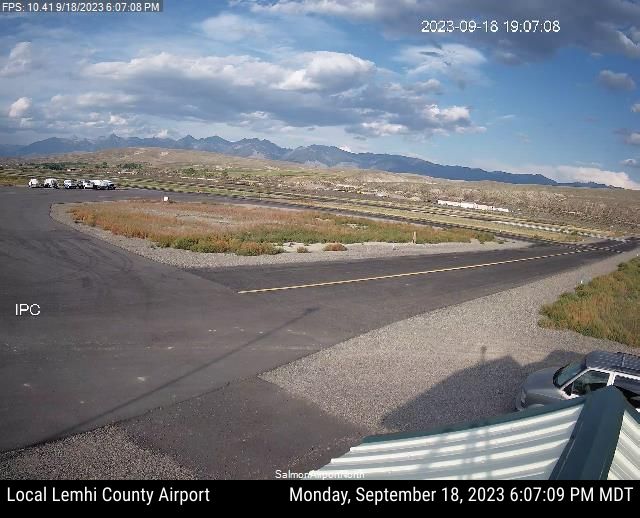 FPS: 10.41 9/18/2023 6:07:08 PM
2023-09-18 19:07:08
IPC
SalmonAirportNorth
Local Lemhi County Airport
Monday, September 18, 2023 6:07:09 PM MDT